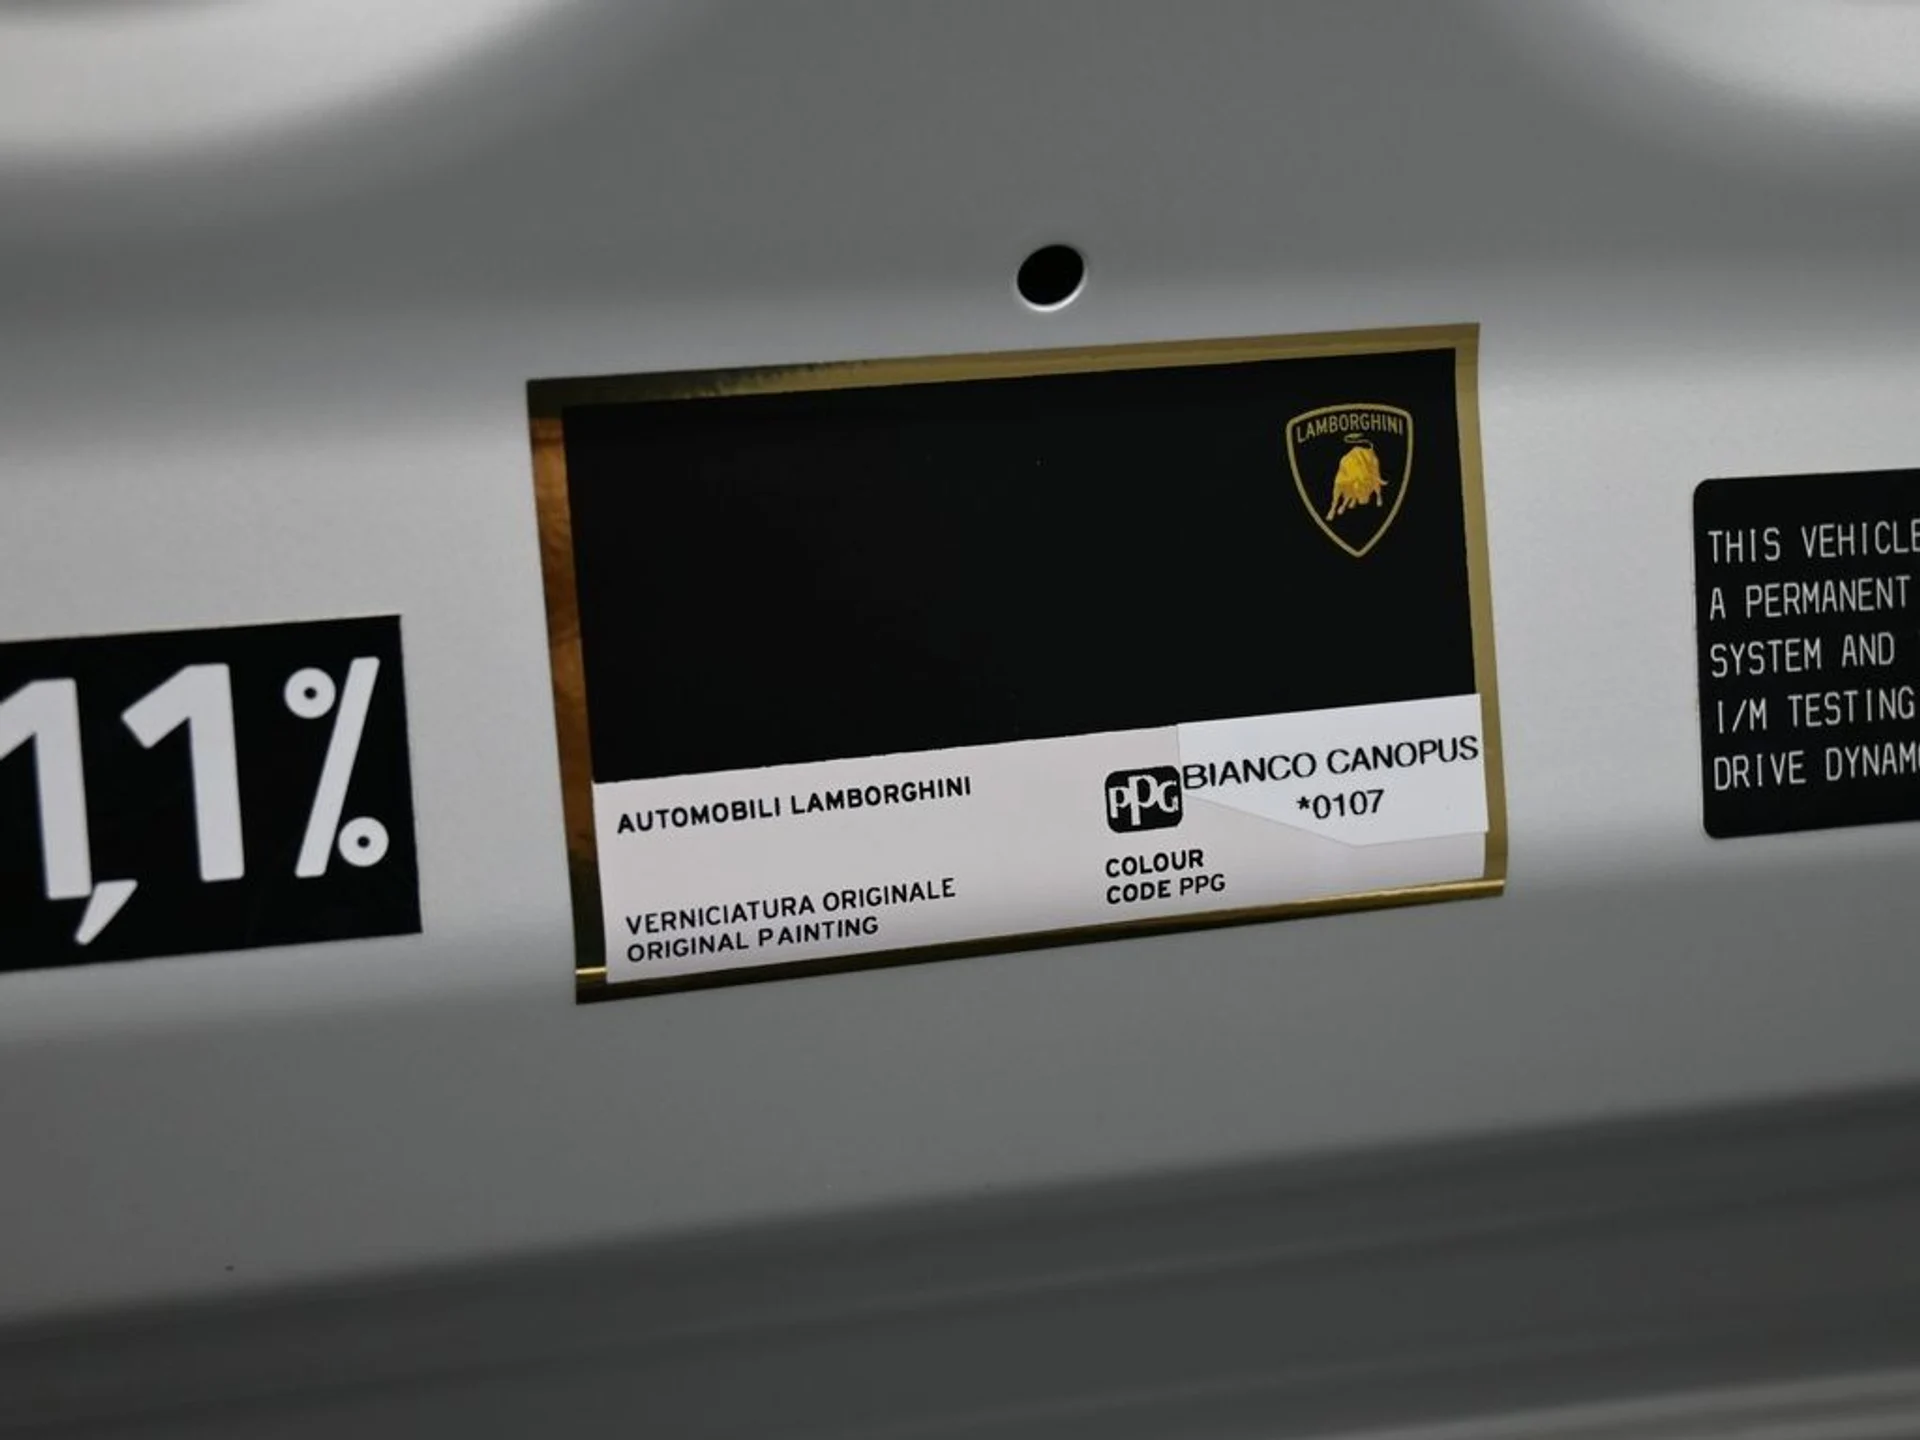 1,1%
LAMBORGHINI
AUTOMOBILI LAMBORGHINI
VERNICIATURA ORIGINALE
ORIGINAL PAINTING
PPG
BIANCO CANOPUS
*0107
COLOUR
CODE PPG
THIS VEHICLE
A PERMANENT
SYSTEM AND
I/M TESTING
DRIVE